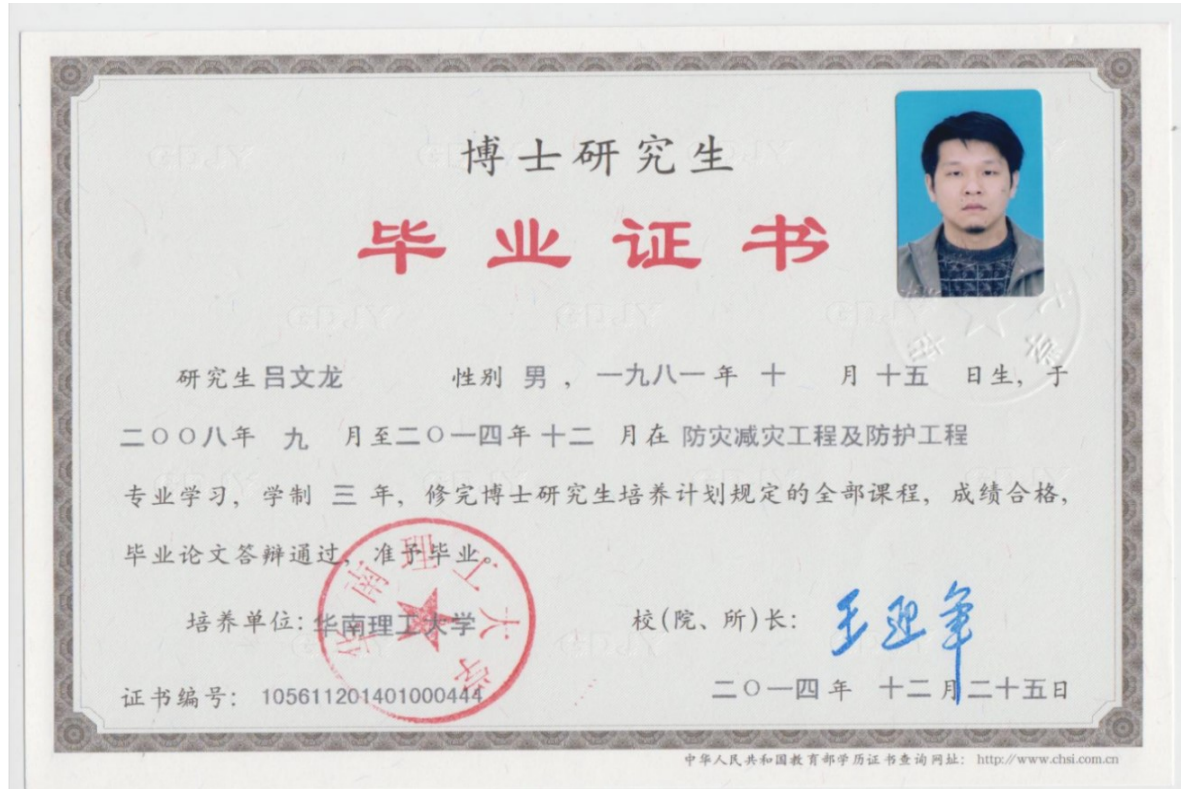 博士研究生
毕业证书
研究生吕文龙 性别 男，一九八一年 十 月十五 日生，于
二〇〇八年 九 月至二〇一四年十二 月在 防灾减灾工程及防护工程
专业学习，学制 三 年，修完博士研究生培养计划规定的全部课程，成绩合格，
毕业论文答辩通过，准予毕业。
培养单位：华南理工大学
华南理工大学
校（院、所）长：
王迎军
证书编号：105611201401000444
二〇一四年 十二月二十五日
中华人民共和国教育部学历证书查询网址：http://www.chsi.com.cn